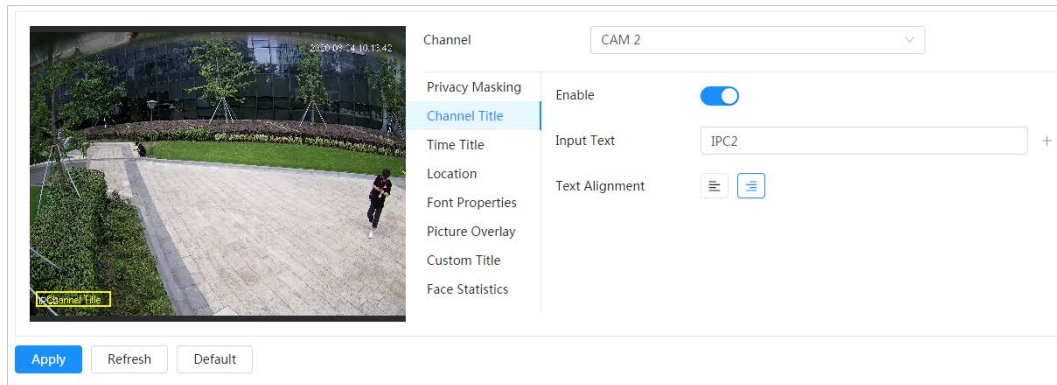 Channel
CAM 2
2020-08-24 10:13:42
Privacy Masking
Channel Title
Time Title
Location
Font Properties
Picture Overlay
Custom Title
Face Statistics
Enable
Input Text
IPC2
+
Text Alignment
Channel Title
Apply
Refresh
Default